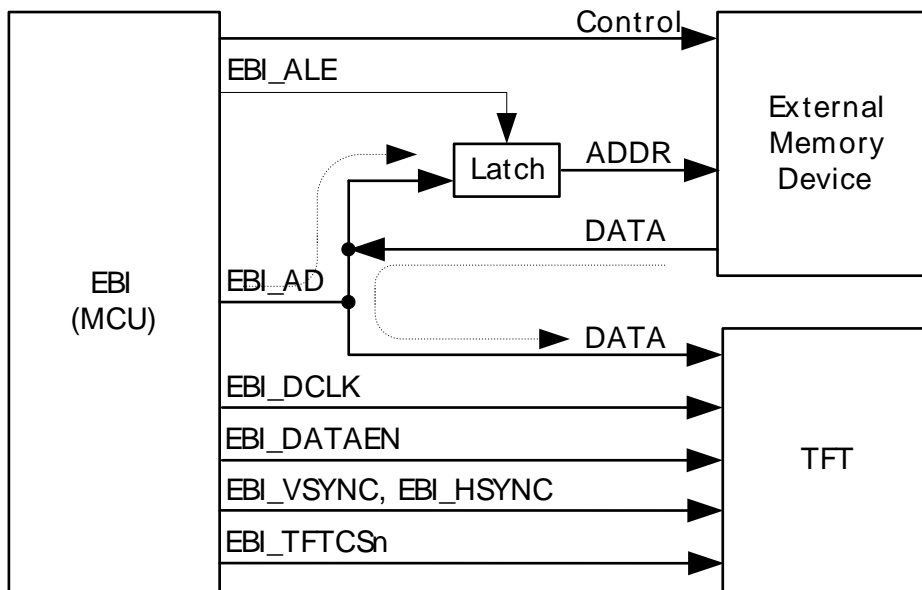 Control
EBI_ALE
External
Memory
Device
Latch
ADDR
DATA
EBI_AD
EBI
(MCU)
DATA
EBI_DCLK
EBI_DATAEN
TFT
EBI_VSYNC, EBI_HSYNC
EBI_TFTCSn